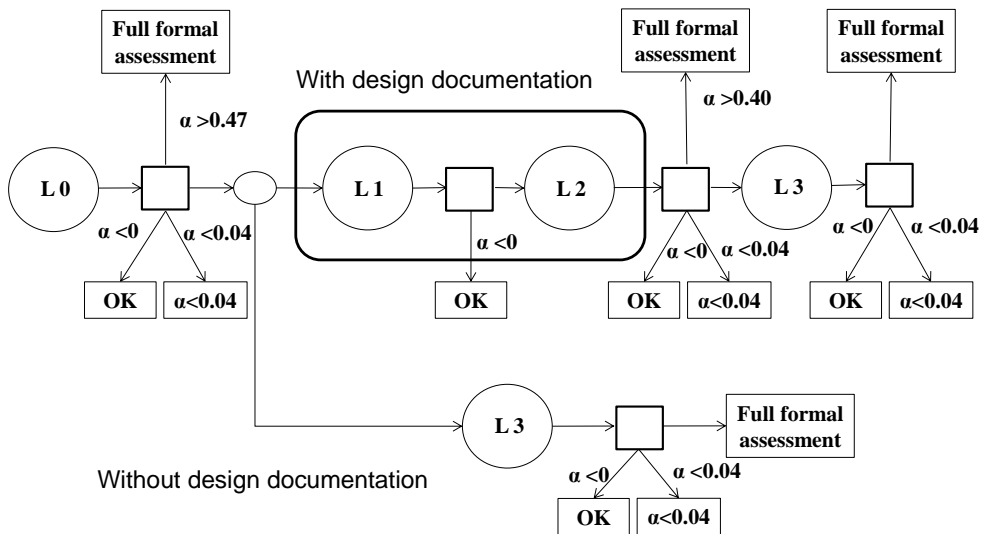 Full formal
assessment
Full formal
assessment
Full formal
assessment
With design documentation
α >0.47
α >0.40
L 0
L 1
L 2
L 3
α <0
α <0.04
α <0
α <0
α <0.04
α <0
α <0.04
OK
α<0.04
OK
OK
α<0.04
OK
α<0.04
L 3
Full formal
assessment
Without design documentation
α <0
α <0.04
OK
α<0.04